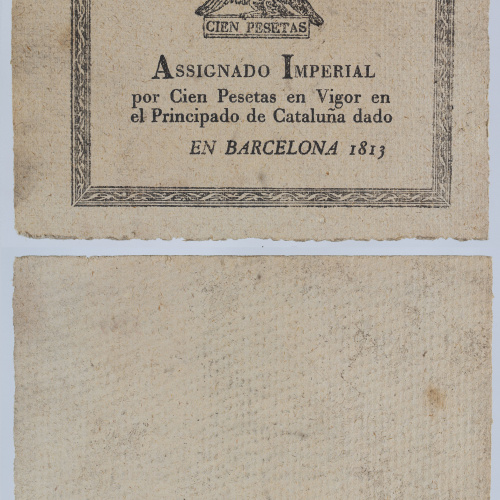 CIEN PESETAS
ASSIGNADO IMPERIAL
por Cien Pesetas en Vigor en
el Principado de Cataluña dado
EN BARCELONA 1813